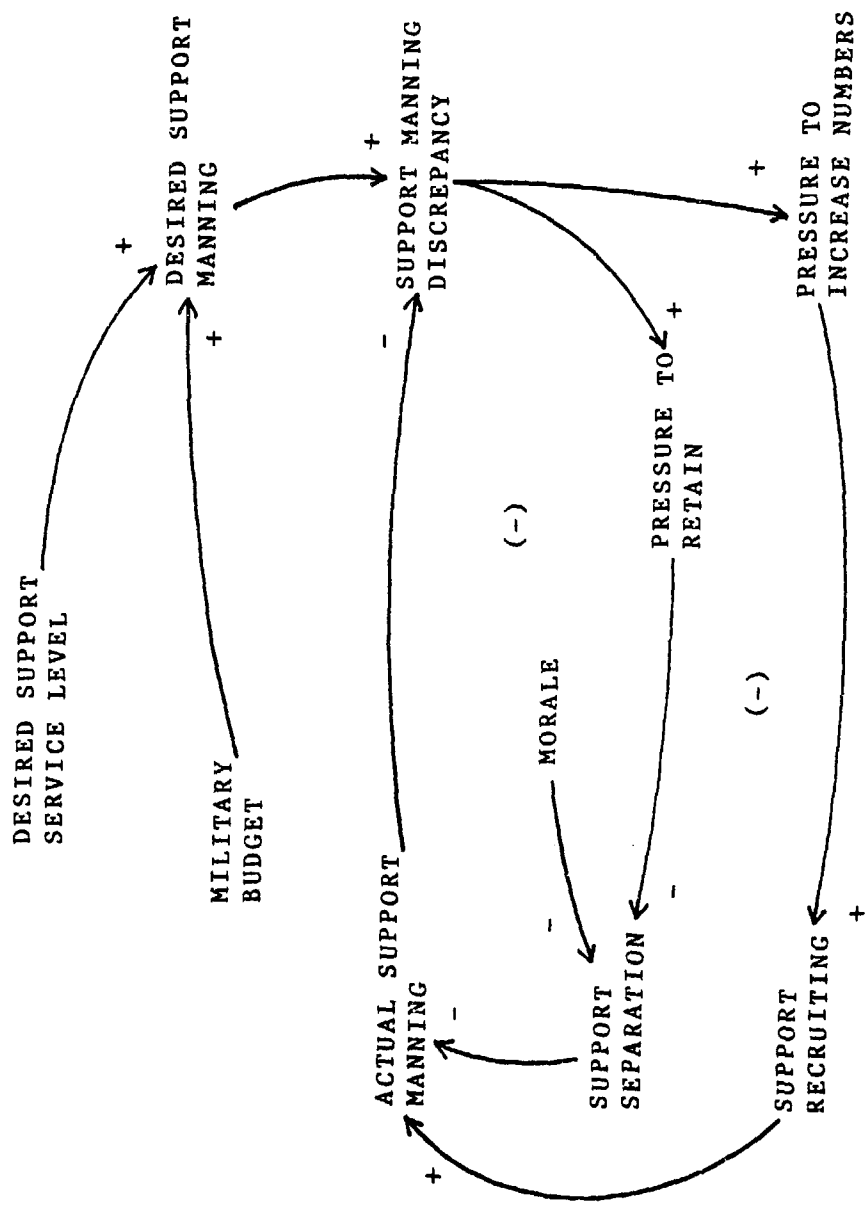 DESIRED SUPPORT
SERVICE LEVEL
+
DESIRED SUPPORT
MANNING
MILITARY
BUDGET
+
+
-
ACTUAL SUPPORT
MANNING
SUPPORT MANNING
DISCREPANCY
+
-
(-)
MORALE
-
SUPPORT
SEPARATION
PRESSURE TO
RETAIN
+
-
(-)
+
SUPPORT
RECRUITING
PRESSURE TO
INCREASE NUMBERS
+